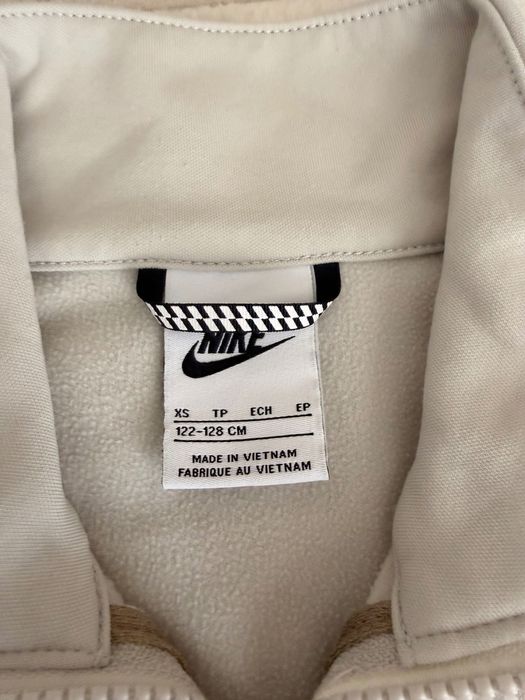 NIKE
XS TP ECH EP
122-128 CM
MADE IN VIETNAM
FABRIQUE AU VIETNAM